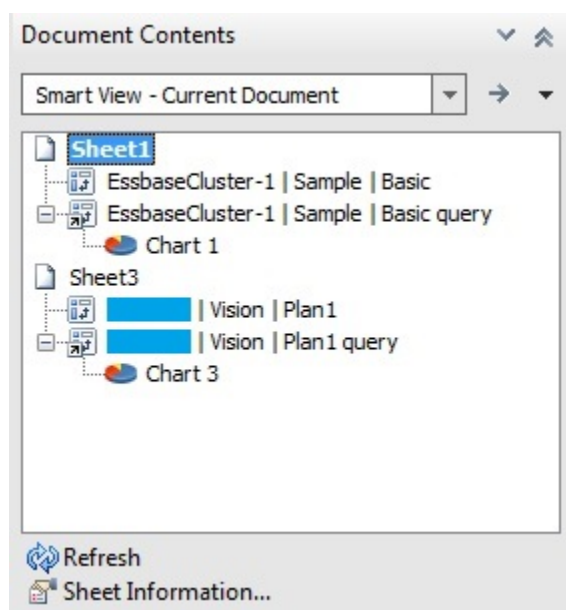 Document Contents
Smart View - Current Document
Sheet1
EssbaseCluster-1 | Sample | Basic
EssbaseCluster-1 | Sample | Basic query
Chart 1
Sheet3
| Vision | Plan1
| Vision | Plan1 query
Chart 3
Refresh
Sheet Information...